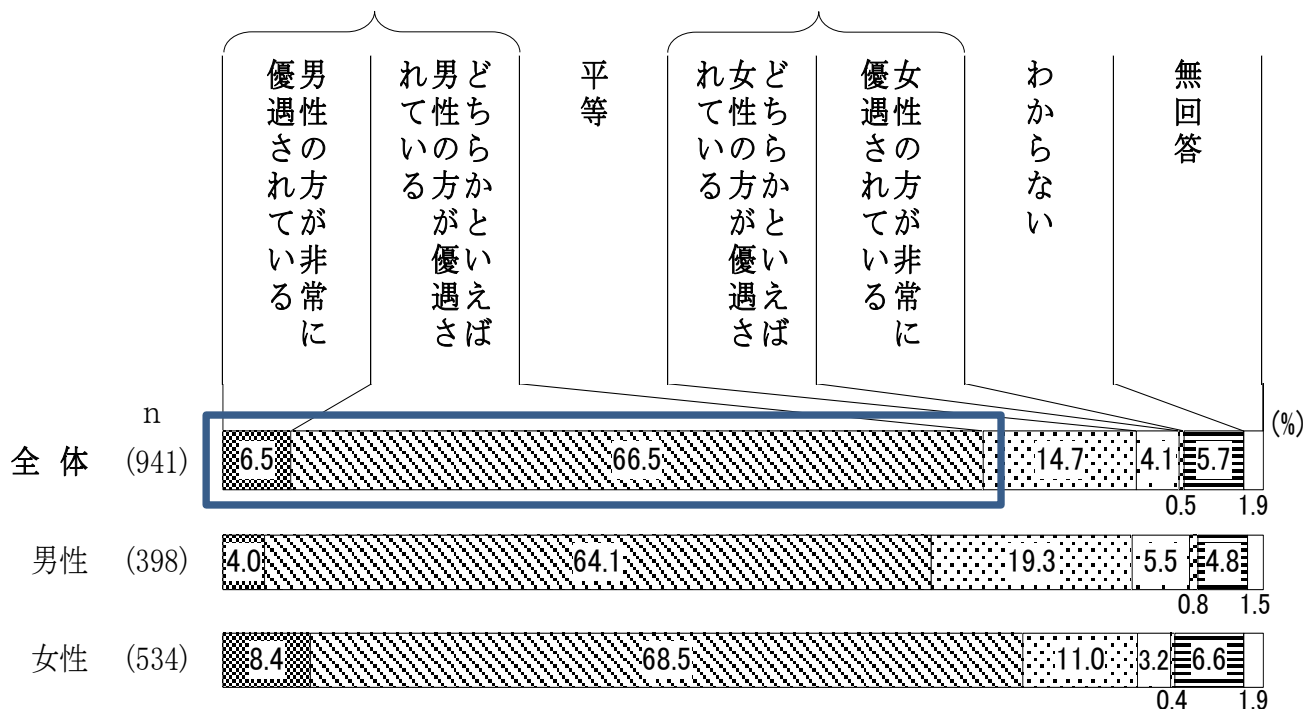 男性の方が非常に
優遇されている
どちらかといえば
男性の方が優遇さ
れている
平等
どちらかといえば
女性の方が優遇さ
れている
女性の方が非常に
優遇されている
わからない
無回答
n
(%)
全体 (941) 6.5 66.5 14.7 4.1 5.7
0.5 1.9
男性 (398) 4.0 64.1 19.3 5.5 4.8
0.8 1.5
女性 (534) 8.4 68.5 11.0 3.2 6.6
0.4 1.9